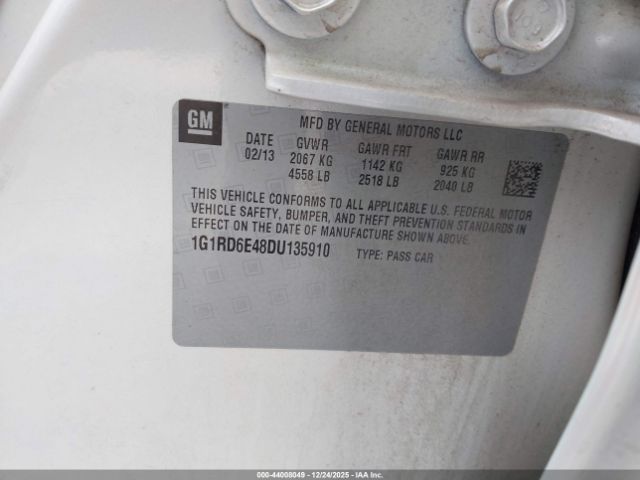 GM
MFD BY GENERAL MOTORS LLC
DATE GVWR GAWR FRT GAWR RR
02/13 2067 KG 1142 KG 925 KG
4558 LB 2518 LB 2040 LB
THIS VEHICLE CONFORMS TO ALL APPLICABLE U.S. FEDERAL MOTOR
VEHICLE SAFETY, BUMPER, AND THEFT PREVENTION STANDARDS IN
EFFECT ON THE DATE OF MANUFACTURE SHOWN ABOVE.
1G1RD6E48DU135910 TYPE: PASS CAR
000-44008049 - 12/24/2025 - IAA Inc.